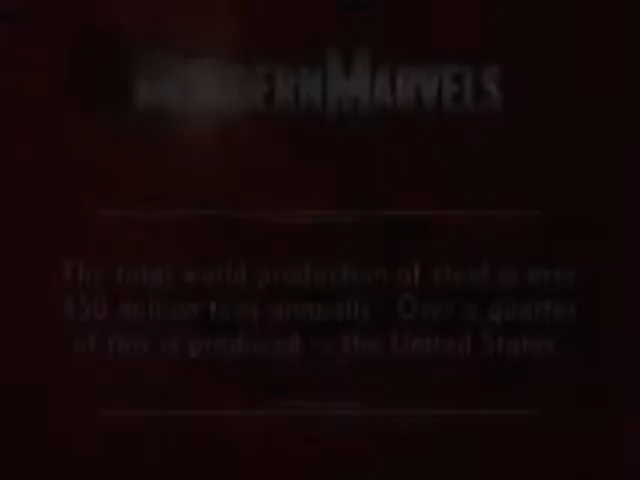 MODERN MARVELS
The total world production of steel is over
million tons annually. Over a quarter
of this is produced in the United States.